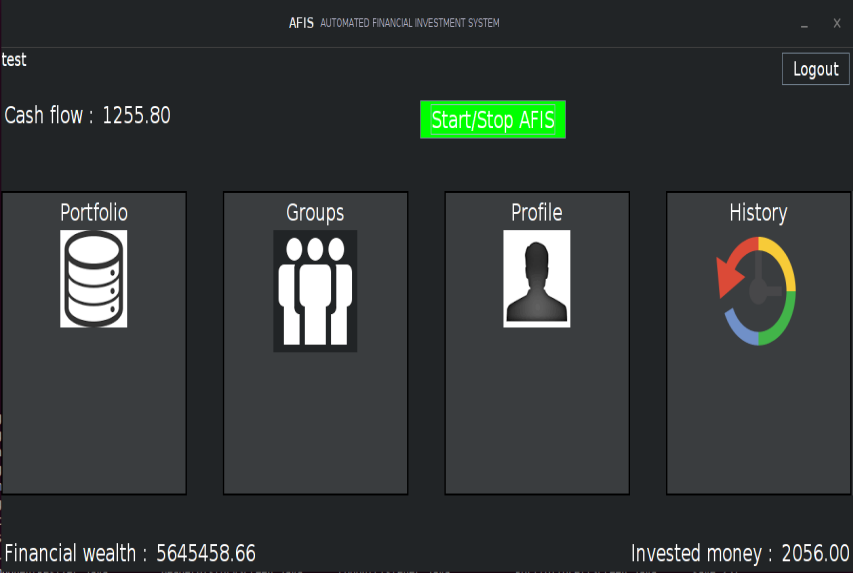 AFIS AUTOMATED FINANCIAL INVESTMENT SYSTEM
_ X
test
Logout
Cash flow : 1255.80
Start/Stop AFIS
Portfolio Groups Profile History
Financial wealth : 5645458.66 Invested money : 2056.00